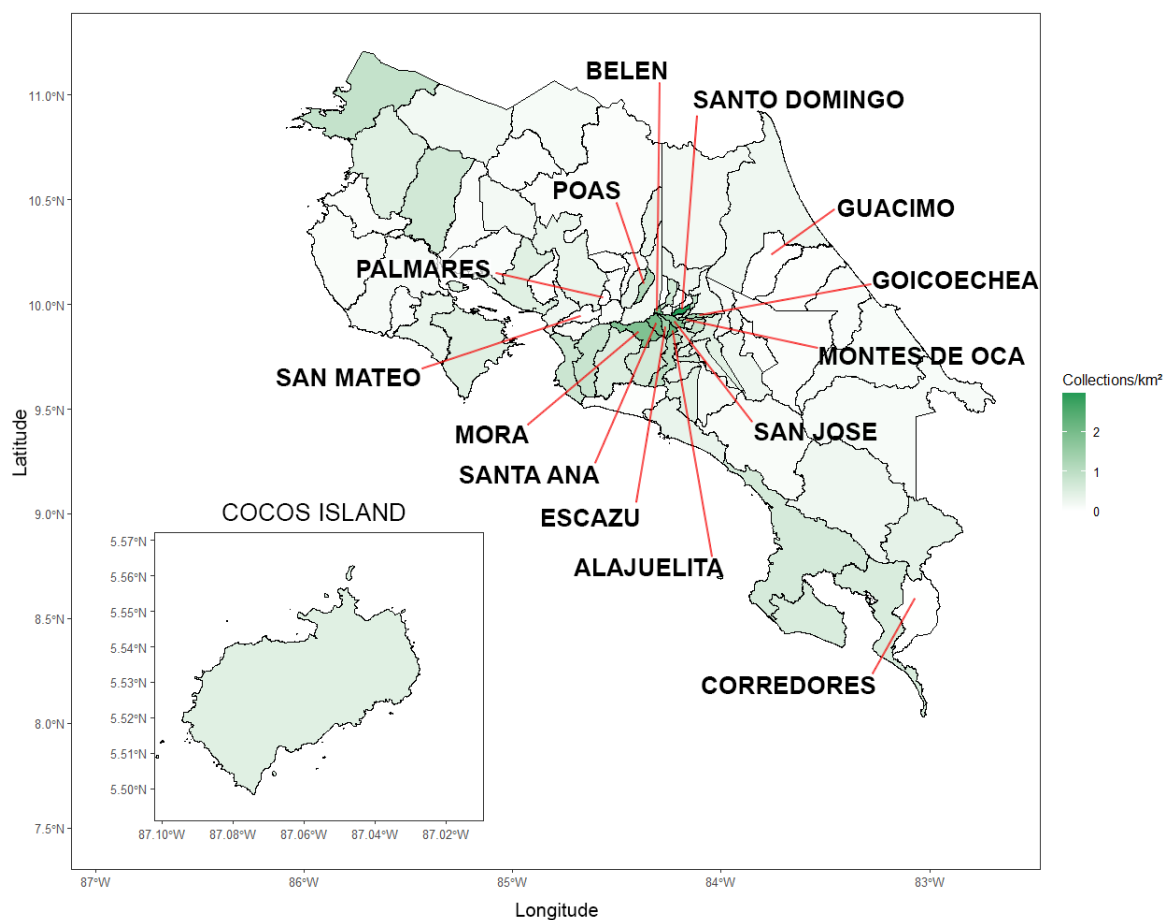 BELEN
SANTO DOMINGO
11.0°N
POAS
10.5°N
GUACIMO
PALMARES
GOICOECHEA
10.0°N
MONTES DE OCA
SAN MATEO
Collections/km²
9.5°N
2
1
0
MORA
SAN JOSE
SANTA ANA
Latitude
9.0°N
ESCAZU
COCOS ISLAND
ALAJUELITA
5.57°N
5.56°N
5.55°N
5.54°N
5.53°N
5.52°N
5.51°N
5.50°N
8.5°N
CORREDORES
8.0°N
7.5°N
87.10°W 87.08°W 87.06°W 87.04°W 87.02°W
87°W 86°W 85°W 84°W 83°W
Longitude